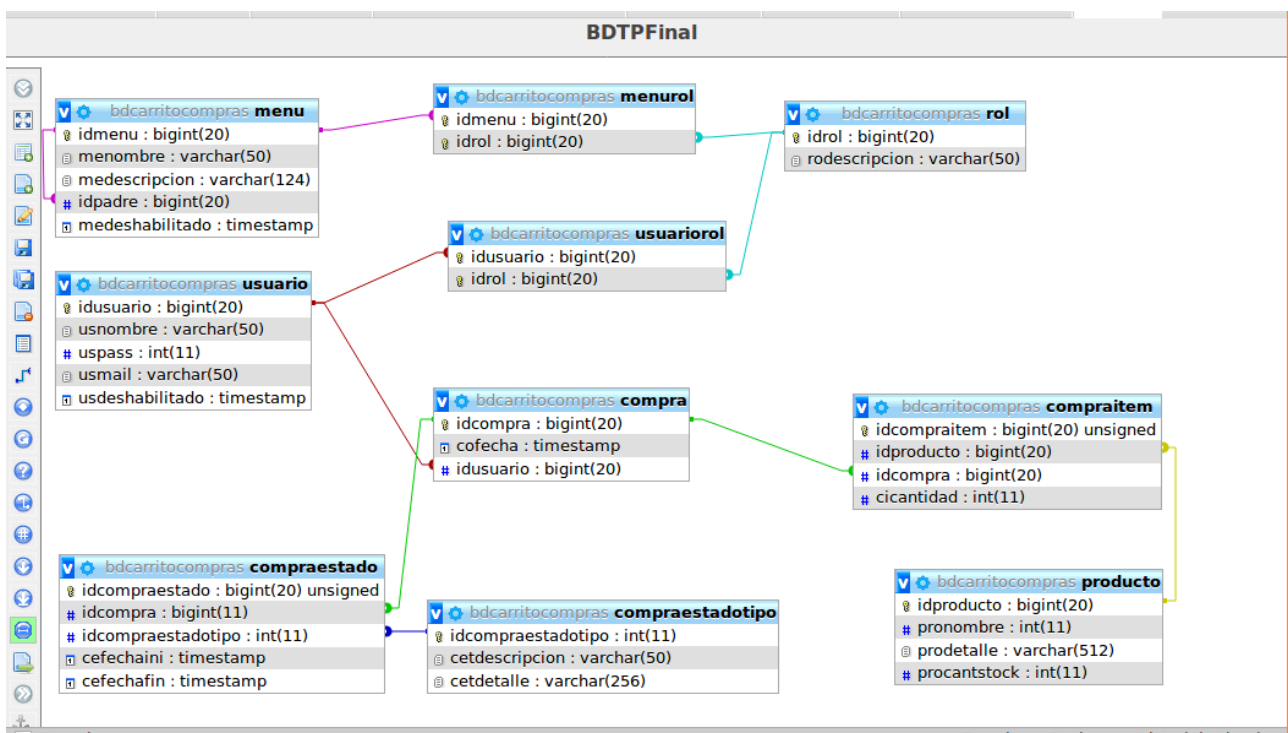 BDTPFinal
bdcarritocompras menu
idmenu : bigint(20)
menombre : varchar(50)
medescripcion : varchar(124)
idpadre : bigint(20)
medeshabilitado : timestamp
bdcarritocompras menurol
idmenu : bigint(20)
idrol : bigint(20)
bdcarritocompras rol
idrol : bigint(20)
rodescripcion : varchar(50)
bdcarritocompras usuariorol
idusuario : bigint(20)
idrol : bigint(20)
bdcarritocompras usuario
idusuario : bigint(20)
usnombre : varchar(50)
uspass : int(11)
usmail : varchar(50)
usdeshabilitado : timestamp
bdcarritocompras compra
idcompra : bigint(20)
cofecha : timestamp
idusuario : bigint(20)
bdcarritocompras compraitem
idcompraitem : bigint(20) unsigned
idproducto : bigint(20)
idcompra : bigint(20)
cicantidad : int(11)
bdcarritocompras compraestado
idcompraestado : bigint(20) unsigned
idcompra : bigint(11)
idcompraestadotipo : int(11)
cefechaini : timestamp
cefechafin : timestamp
bdcarritocompras compraestadotipo
idcompraestadotipo : int(11)
cetdescripcion : varchar(50)
cetdetalle : varchar(256)
bdcarritocompras producto
idproducto : bigint(20)
pronombre : int(11)
prodetalle : varchar(512)
procantstock : int(11)